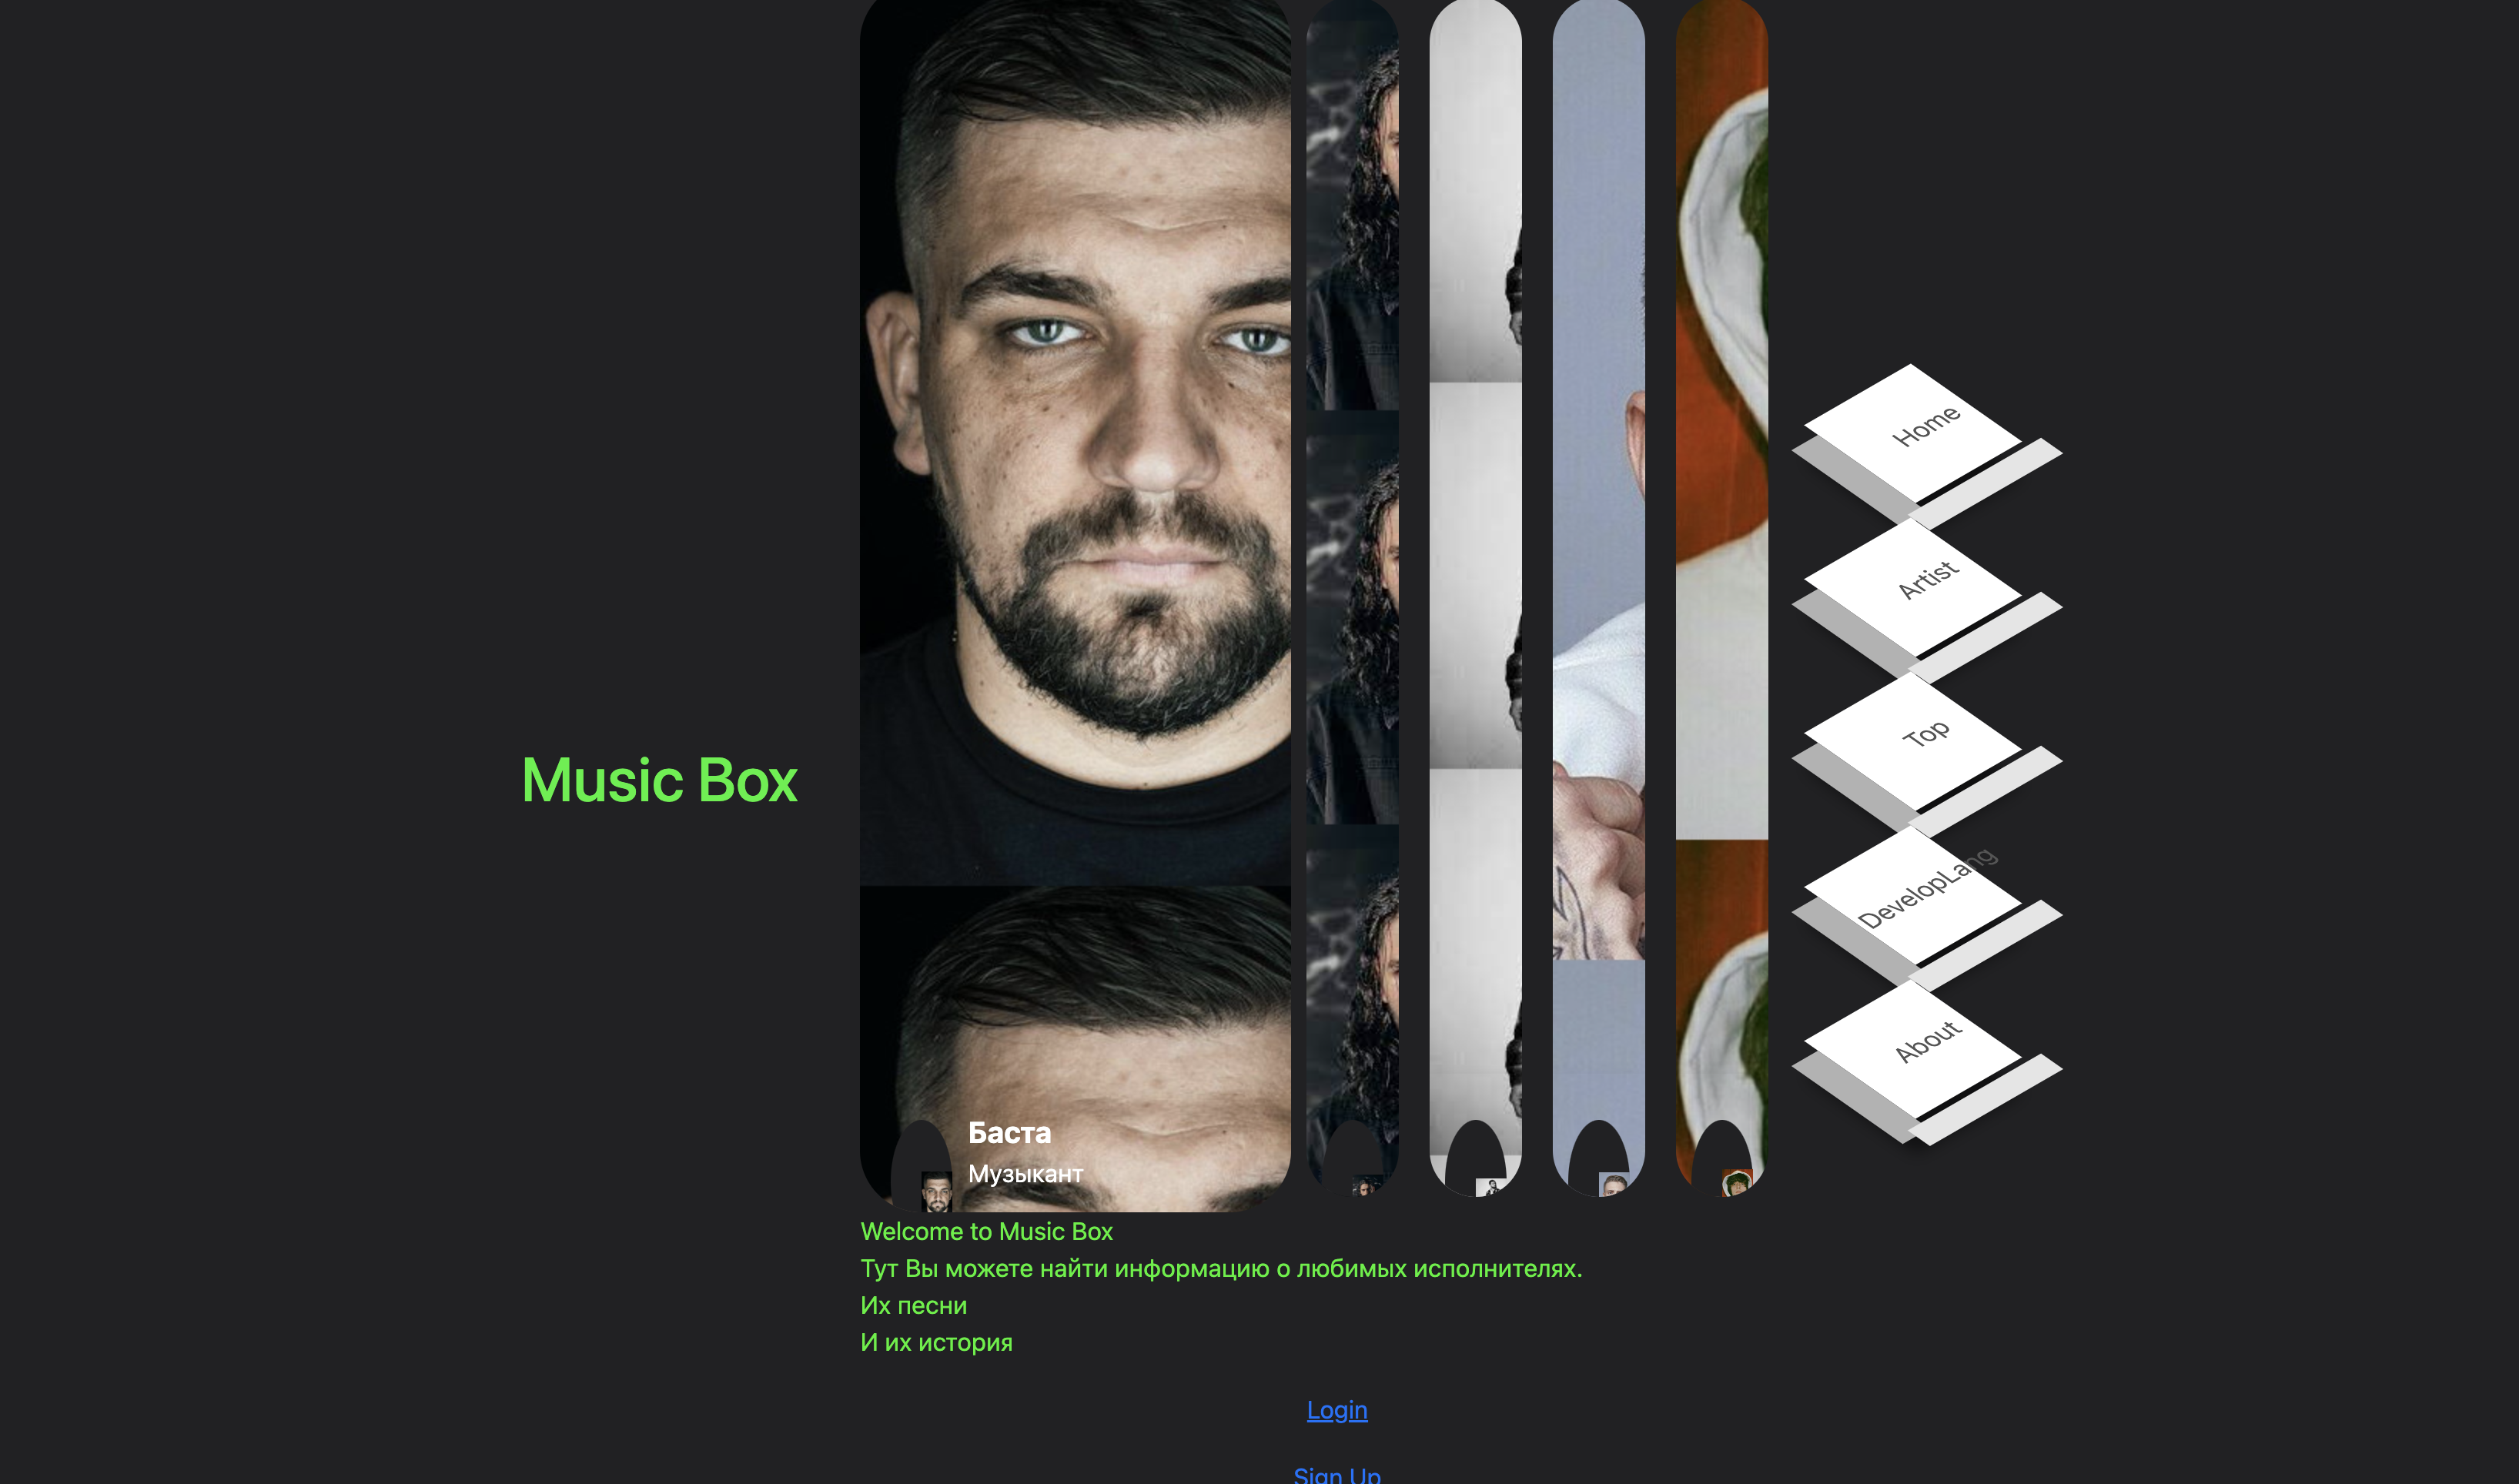 Music Box
Баста
Музыкант
Home
Artist
Top
DevelopLang
About
Welcome to Music Box
Тут Вы можете найти информацию о любимых исполнителях.
Их песни
И их история
Login
Sign Up